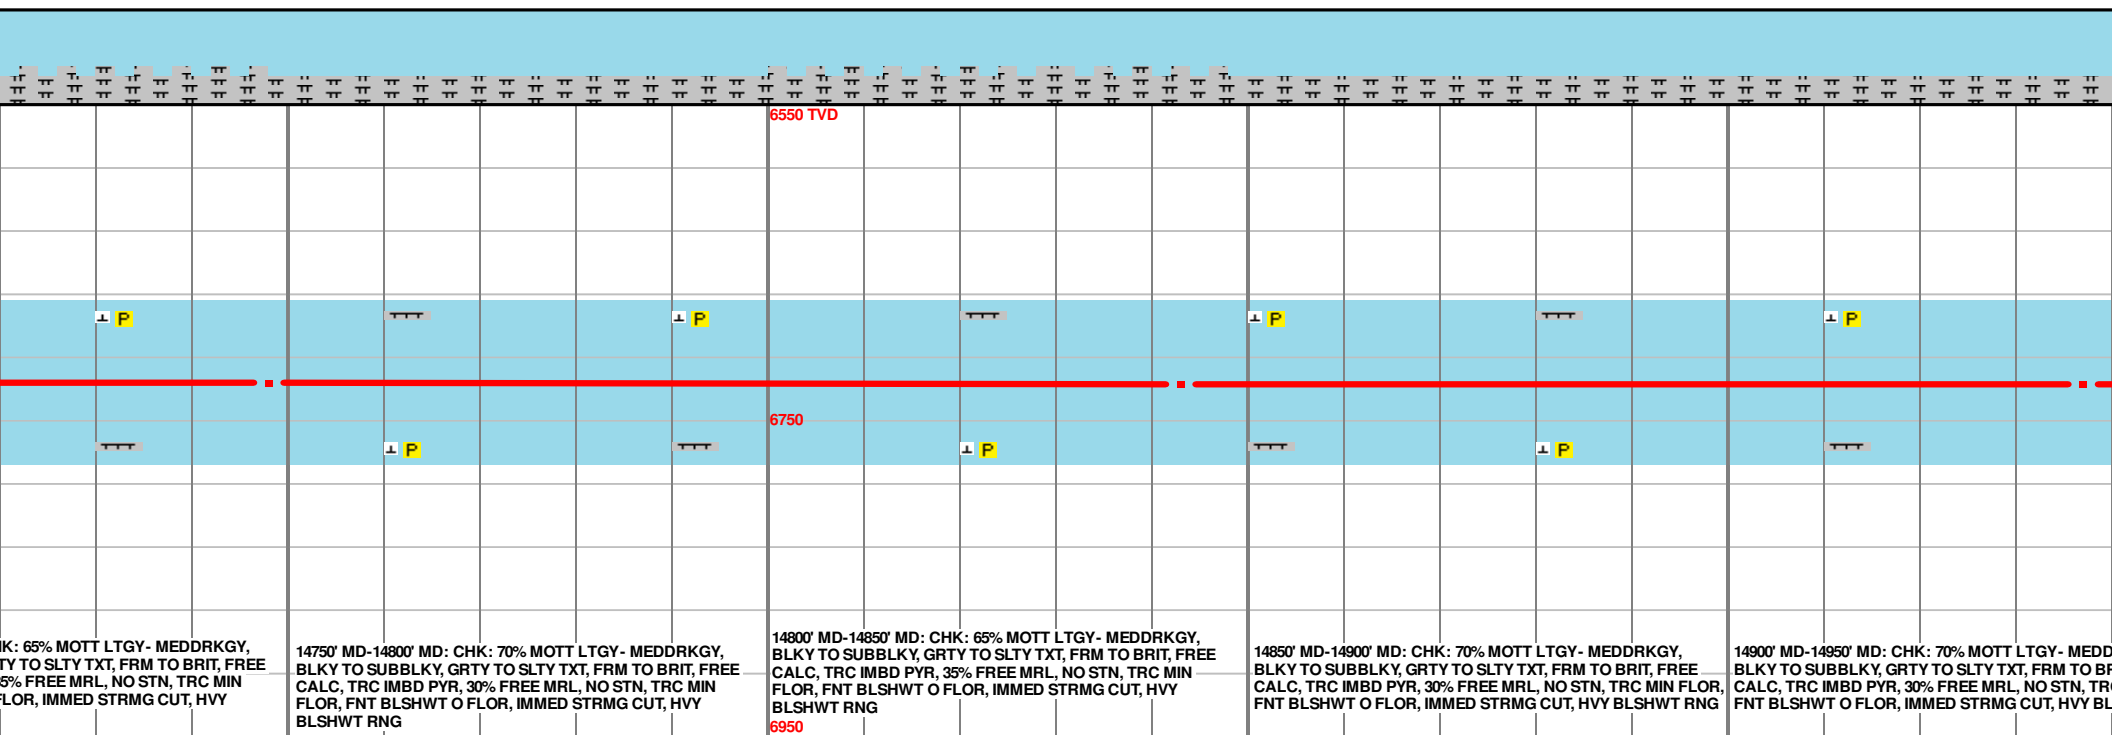 6550 TVD
P
P
P
P
6750
P
P
P
K: 65% MOTT LTGY- MEDDRKGY,
TY TO SLTY TXT, FRM TO BRIT, FREE
5% FREE MRL, NO STN, TRC MIN
FLOR, IMMED STRMG CUT, HVY
14750' MD-14800' MD: CHK: 70% MOTT LTGY- MEDDRKGY,
BLKY TO SUBBLKY, GRTY TO SLTY TXT, FRM TO BRIT, FREE
CALC, TRC IMBD PYR, 30% FREE MRL, NO STN, TRC MIN
FLOR, FNT BLSHWT O FLOR, IMMED STRMG CUT, HVY
BLSHWT RNG
14800' MD-14850' MD: CHK: 65% MOTT LTGY- MEDDRKGY,
BLKY TO SUBBLKY, GRTY TO SLTY TXT, FRM TO BRIT, FREE
CALC, TRC IMBD PYR, 35% FREE MRL, NO STN, TRC MIN
FLOR, FNT BLSHWT O FLOR, IMMED STRMG CUT, HVY
BLSHWT RNG
14850' MD-14900' MD: CHK: 70% MOTT LTGY- MEDDRKGY,
BLKY TO SUBBLKY, GRTY TO SLTY TXT, FRM TO BRIT, FREE
CALC, TRC IMBD PYR, 30% FREE MRL, NO STN, TRC MIN FLOR,
FNT BLSHWT O FLOR, IMMED STRMG CUT, HVY BLSHWT RNG
14900' MD-14950' MD: CHK: 70% MOTT LTGY- MEDD
BLKY TO SUBBLKY, GRTY TO SLTY TXT, FRM TO B
CALC, TRC IMBD PYR, 30% FREE MRL, NO STN, TR
FNT BLSHWT O FLOR, IMMED STRMG CUT, HVY BL
6950